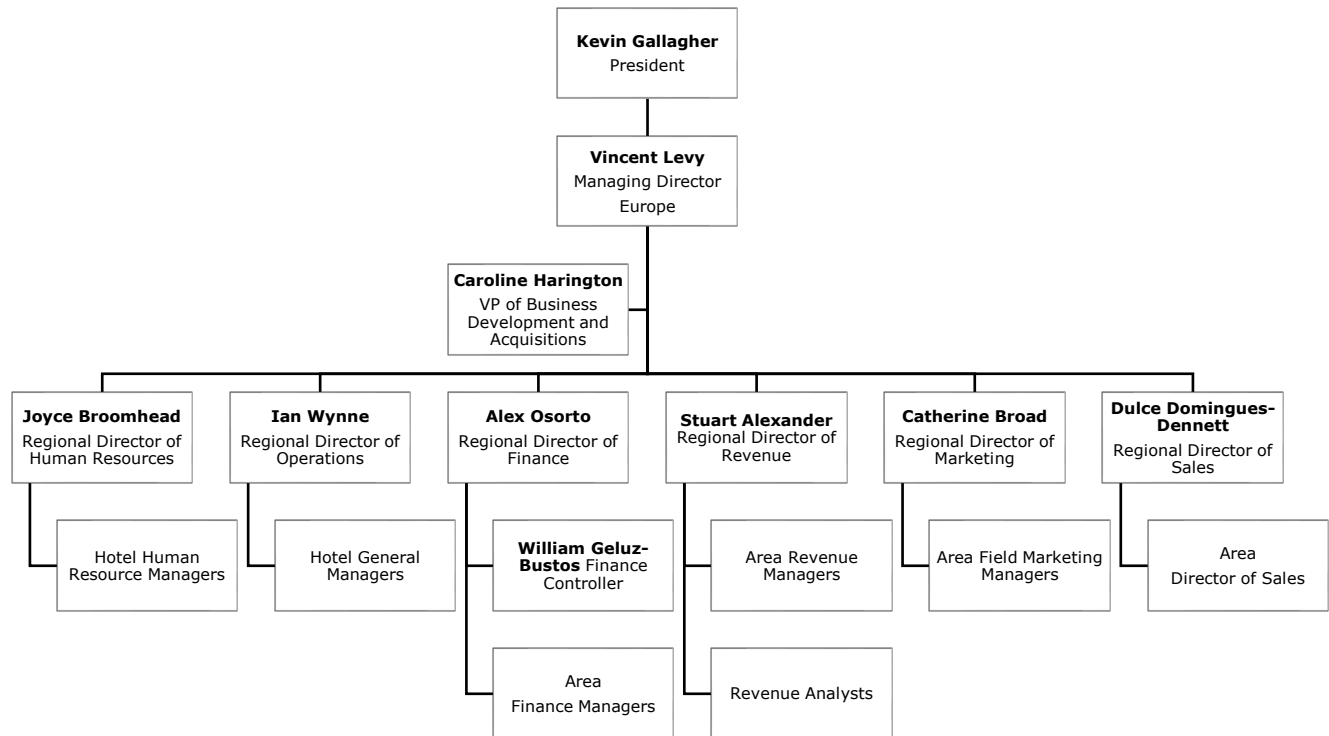 Kevin Gallagher
President
Vincent Levy
Managing Director
Europe
Caroline Harington
VP of Business
Development and
Acquisitions
Joyce Broomhead
Regional Director of
Human Resources
Ian Wynne
Regional Director of
Operations
Alex Osorto
Regional Director of
Finance
Stuart Alexander
Regional Director of
Revenue
Catherine Broad
Regional Director of
Marketing
Dulce Domingues-
Dennett
Regional Director of
Sales
Hotel Human
Resource Managers
Hotel General
Managers
William Geluz-
Bustos Finance
Controller
Area Revenue
Managers
Area Field Marketing
Managers
Area
Director of Sales
Area
Finance Managers
Revenue Analysts